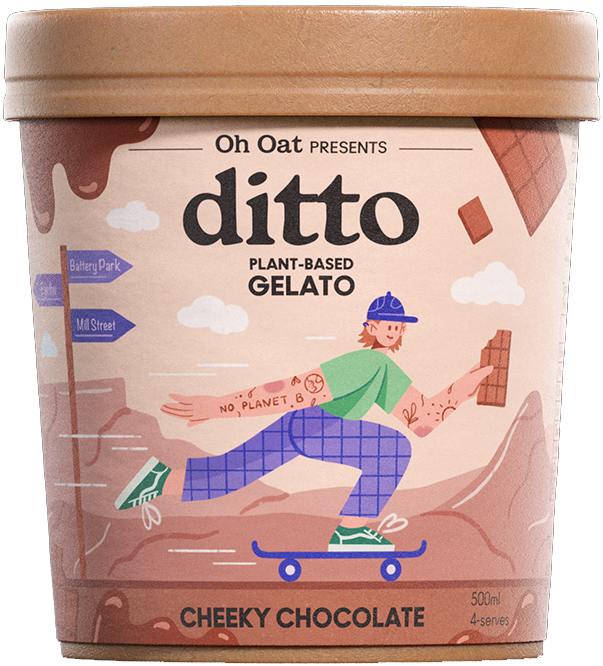 Oh Oat PRESENTS
ditto
PLANT-BASED
GELATO
Battery Park
Mill Street
NO PLANET B
CHEEKY CHOCOLATE
500ml
4-serves